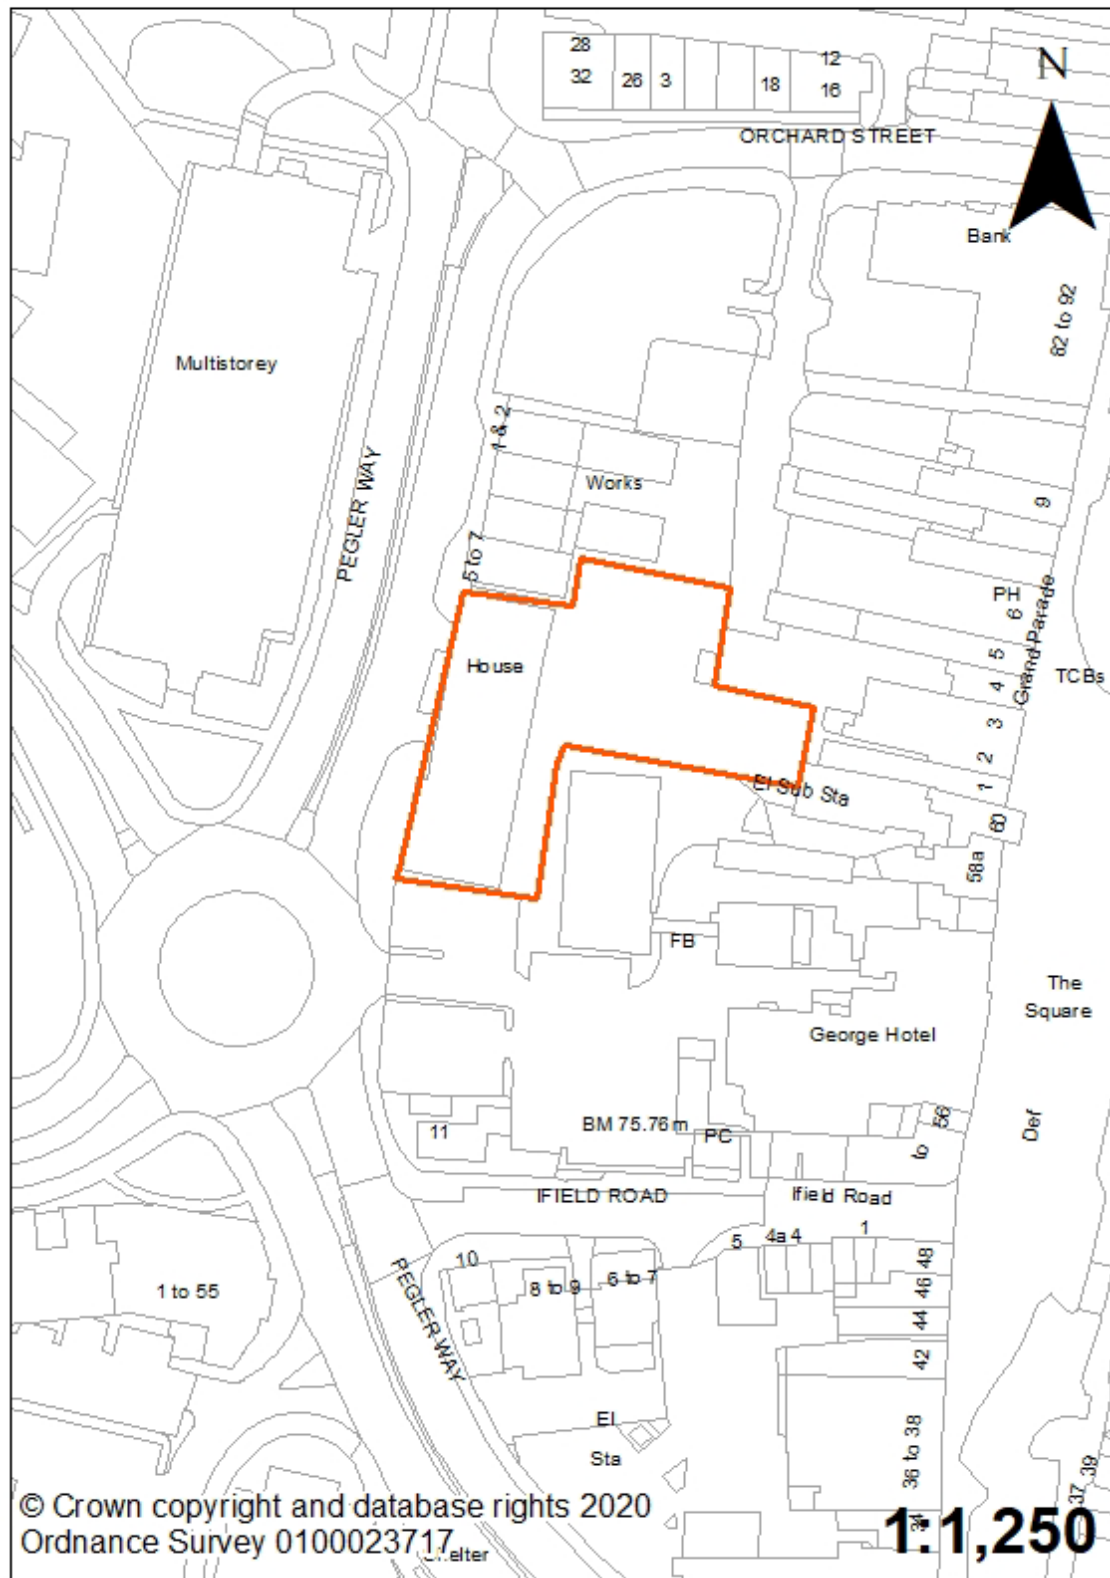 28
32
26
3
18
12
16
N
ORCHARD STREET
Bank
82 to 92
Multistorey
1 & 2
PEGLER WAY
Works
9
5 to 7
PH
6
Grand Parade
House
5
4
TCBs
3
2
El Sub Sta
1
60
58a
FB
The
Square
George Hotel
56
to
Def
BM 75.76m
PC
11
IFIELD ROAD
Ifield Road
5
4a 4
1
10
8 to 9
6 to 7
48
46
44
42
1 to 55
PEGLER WAY
El
Sta
36 to 38
39
37
34
© Crown copyright and database rights 2020
Ordnance Survey 0100023717
1:1,250